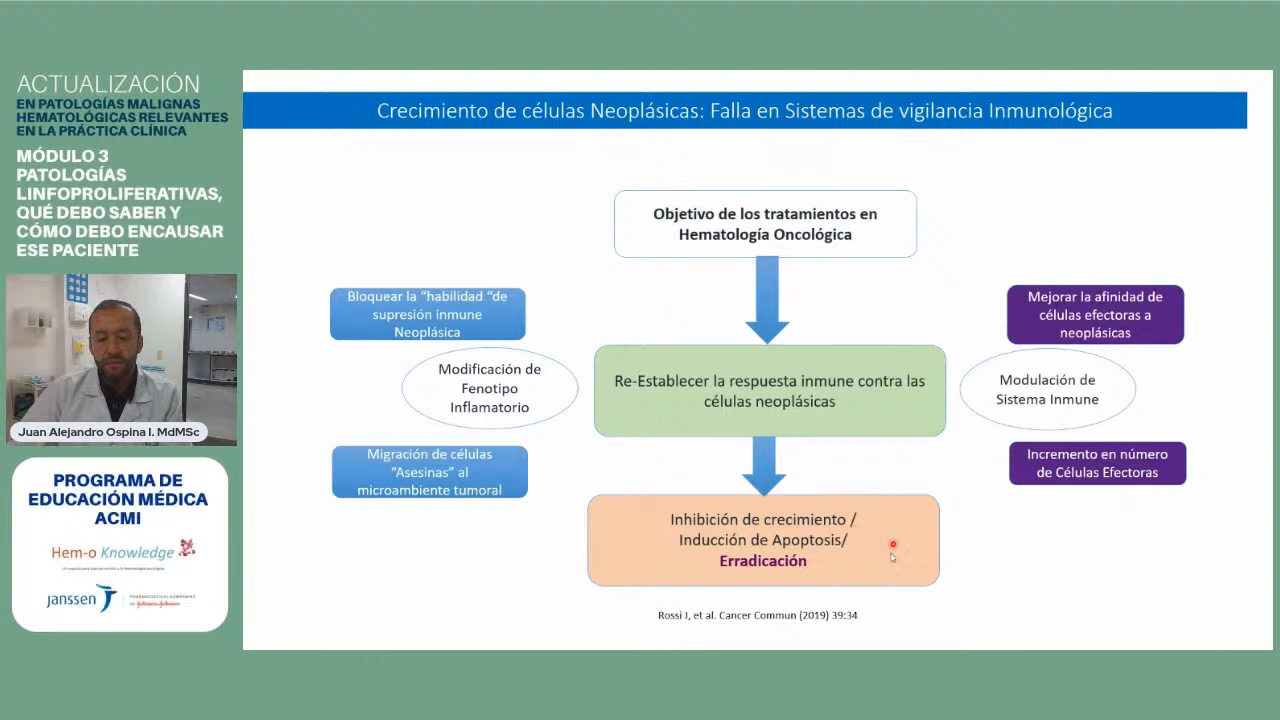 ACTUALIZACIÓN
EN PATOLOGÍAS MALIGNAS
HEMATOLÓGICAS RELEVANTES
EN LA PRÁCTICA CLÍNICA
MÓDULO 3
PATOLOGÍAS
LINFOPROLIFERATIVAS,
QUÉ DEBO SABER Y
CÓMO DEBO ENCAUSAR
ESE PACIENTE
Juan Alejandro Ospina I. MdMSc
PROGRAMA DE
EDUCACIÓN MÉDICA
ACMI
Hem-o Knowledge
janssen
PHARMACEUTICAL COMPANIES
OF Johnson & Johnson
Crecimiento de células Neoplásicas: Falla en Sistemas de vigilancia Inmunológica
Objetivo de los tratamientos en
Hematología Oncológica
Bloquear la “habilidad “de
supresión inmune
Neoplásica
Modificación de
Fenotipo
Inflamatorio
Migración de células
“Asesinas” al
microambiente tumoral
Re-Establecer la respuesta inmune contra las
células neoplásicas
Mejorar la afinidad de
células efectoras a
neoplásicas
Modulación de
Sistema Inmune
Incremento en número
de Células Efectoras
Inhibición de crecimiento /
Inducción de Apoptosis/
Erradicación
Rossi J, et al. Cancer Commun (2019) 39:34